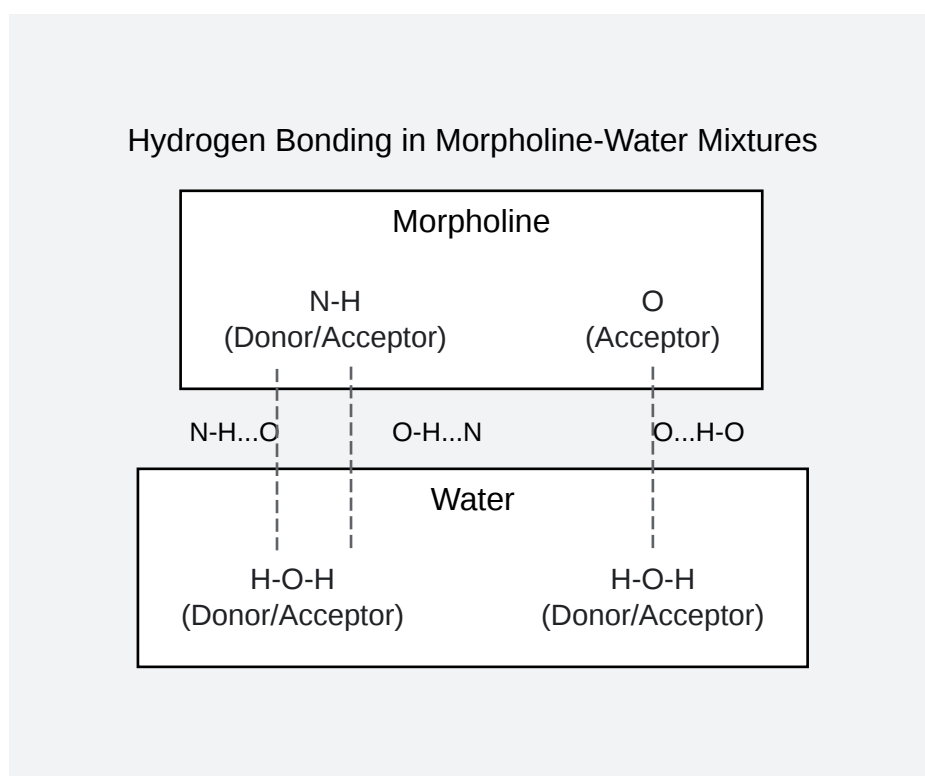 Hydrogen Bonding in Morpholine-Water Mixtures
Morpholine
N-H
(Donor/Acceptor)
O
(Acceptor)
N-H...O
O-H...N
O...H-O
Water
H-O-H
(Donor/Acceptor)
H-O-H
(Donor/Acceptor)